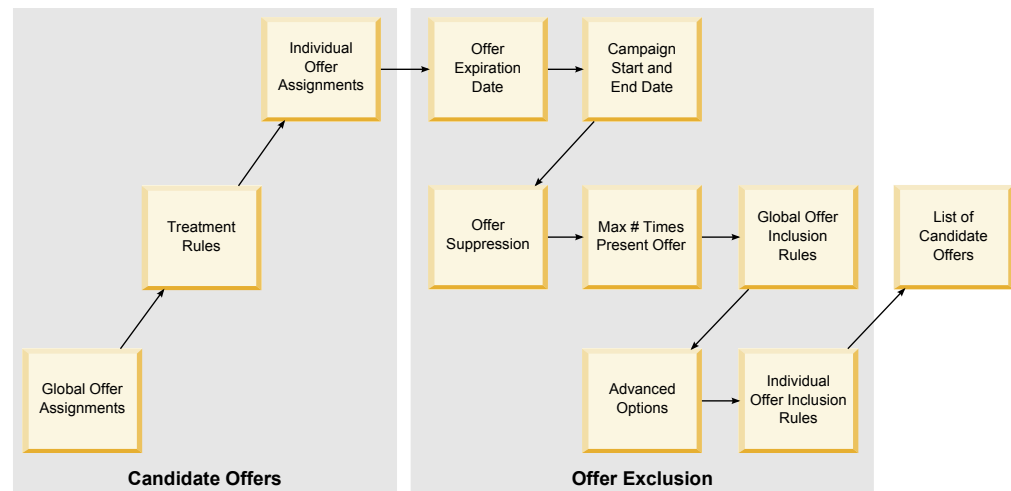 Individual
Offer
Assignments
Offer
Expiration
Date
Campaign
Start and
End Date
Treatment
Rules
Offer
Suppression
Max # Times
Present Offer
Global Offer
Inclusion
Rules
List of
Candidate
Offers
Global Offer
Assignments
Advanced
Options
Individual
Offer Inclusion
Rules
Candidate Offers
Offer Exclusion